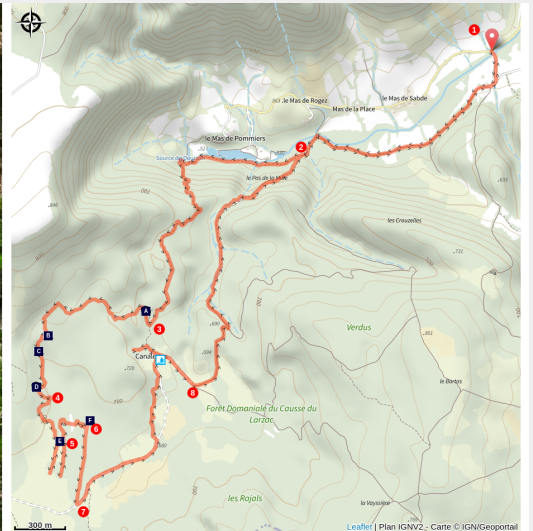 1
le Mas de Rogez
le Mas de Sabde
Mas de la Place
le Mas de Pommiers
2
le Pas de la Mule
les Crouzelles
A
3
B
C
Verdus
D
4
8
le Bartas
Forêt Domaniale du Causse du
Larzac
F
6
E
5
7
les Rajals
la Vayssière
300 m
Leaflet | Plan IGNV2 - Carte © IGN/Geoportail